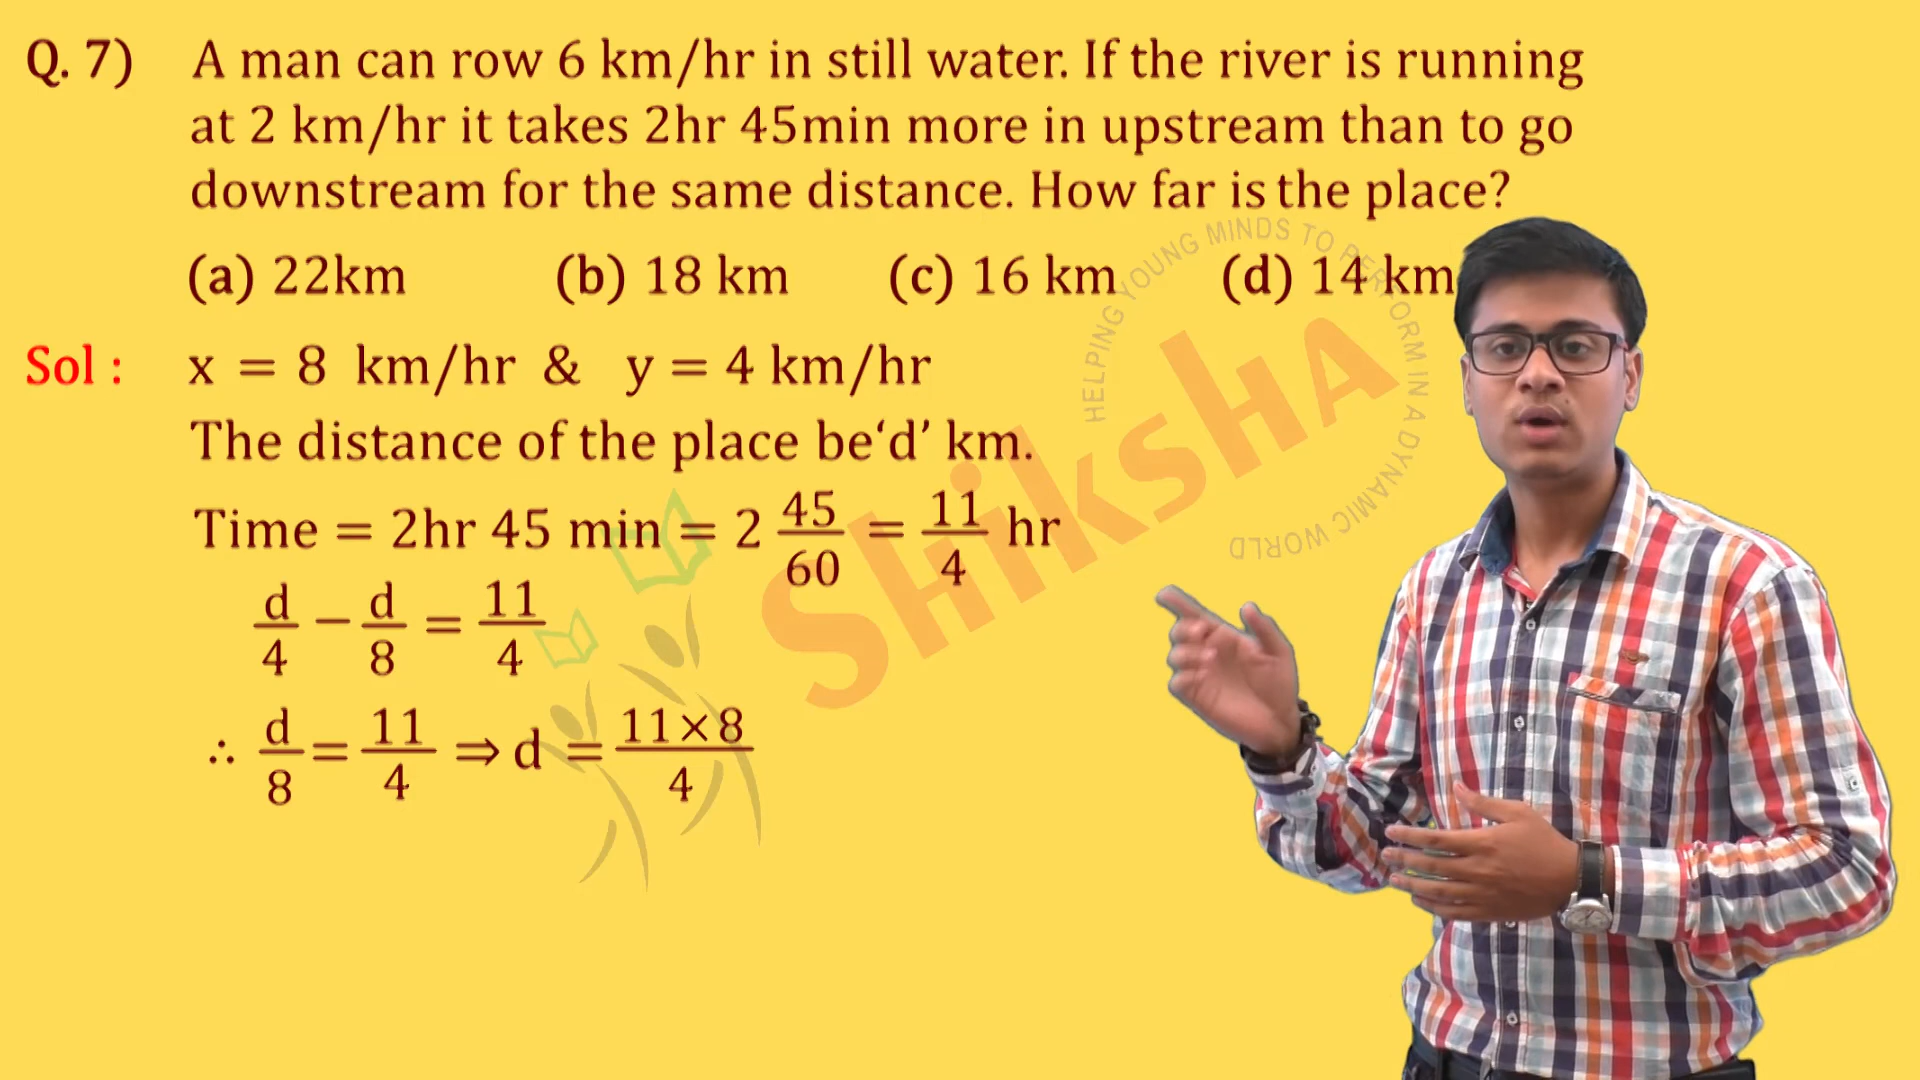 Q. 7) A man can row 6 km/hr in still water. If the river is running
at 2 km/hr it takes 2hr 45min more in upstream than to go
downstream for the same distance. How far is the place?
(a) 22km (b) 18 km (c) 16 km (d) 14 km
Sol : x = 8 km/hr & y = 4 km/hr
The distance of the place be‘d’ km.
Time = 2hr 45 min = 2 45/60 = 11/4 hr
d/4 − d/8 = 11/4
∴ d/8 = 11/4 ⇒ d = 11×8/4
HELPING YOUNG MINDS TO PERFORM IN A DYNAMIC WORLD
ShiksHA